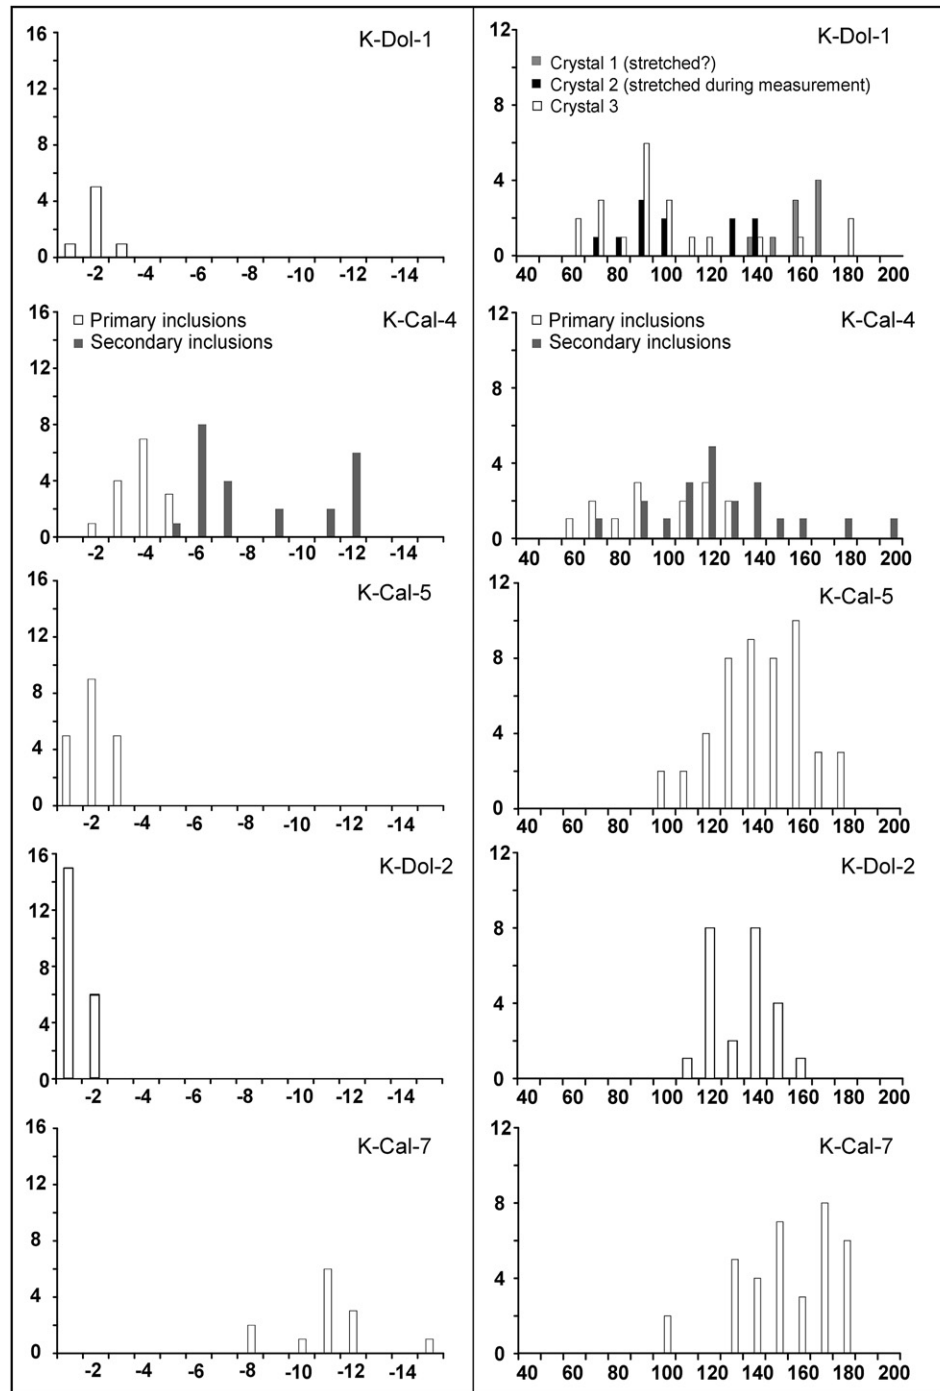 K-Dol-1
16
12
8
4
0
-2 -4 -6 -8 -10 -12 -14
K-Dol-1
Crystal 1 (stretched?)
Crystal 2 (stretched during measurement)
Crystal 3
12
8
4
0
40 60 80 100 120 140 160 180 200
K-Cal-4
Primary inclusions
Secondary inclusions
16
12
8
4
0
-2 -4 -6 -8 -10 -12 -14
K-Cal-4
Primary inclusions
Secondary inclusions
12
8
4
0
40 60 80 100 120 140 160 180 200
K-Cal-5
16
12
8
4
0
-2 -4 -6 -8 -10 -12 -14
K-Cal-5
12
8
4
0
40 60 80 100 120 140 160 180 200
K-Dol-2
16
12
8
4
0
-2 -4 -6 -8 -10 -12 -14
K-Dol-2
12
8
4
0
40 60 80 100 120 140 160 180 200
K-Cal-7
16
12
8
4
0
-2 -4 -6 -8 -10 -12 -14
K-Cal-7
12
8
4
0
40 60 80 100 120 140 160 180 200